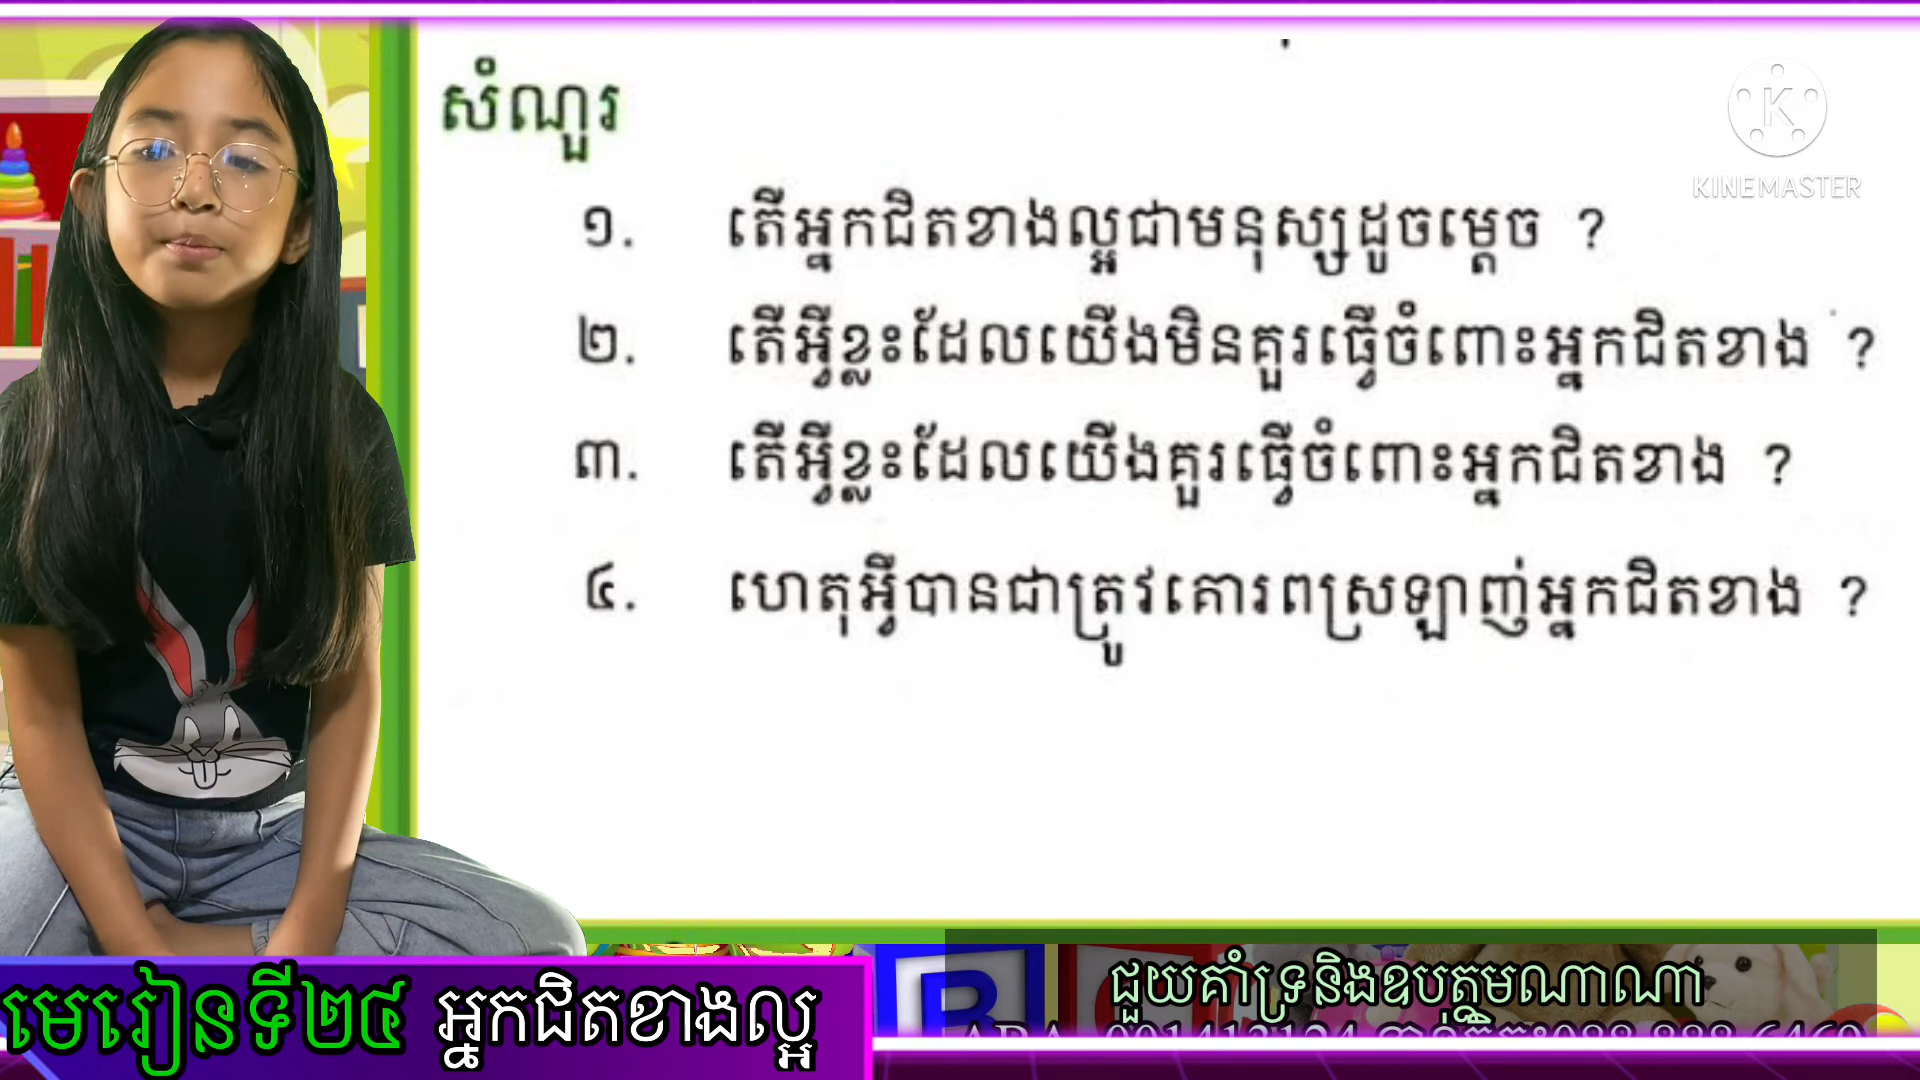 សំណួរ
១. តើអ្នកជិតខាងល្អជាមនុស្សដូចម្ដេច ?
២. តើអ្វីខ្លះដែលយើងមិនគួរធ្វើចំពោះអ្នកជិតខាង ?
៣. តើអ្វីខ្លះដែលយើងគួរធ្វើចំពោះអ្នកជិតខាង ?
៤. ហេតុអ្វីបានជាត្រូវគោរពស្រឡាញ់អ្នកជិតខាង ?
K
KINEMASTER
មេរៀនទី២៤ អ្នកជិតខាងល្អ
B
ជួយគាំទ្រនិងឧបត្ថម្ភណាណា